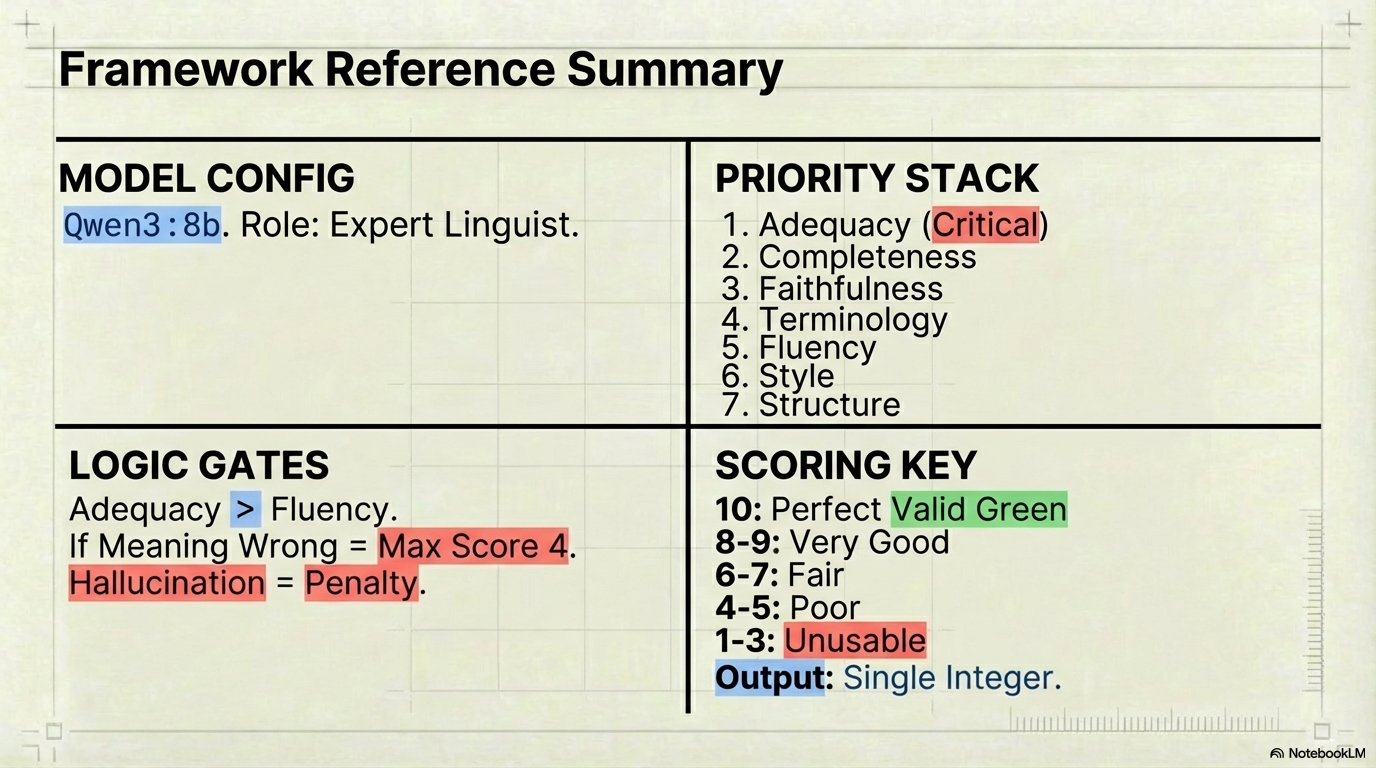 Framework Reference Summary
MODEL CONFIG
Qwen3:8b. Role: Expert Linguist.
PRIORITY STACK
1. Adequacy (Critical)
2. Completeness
3. Faithfulness
4. Terminology
5. Fluency
6. Style
7. Structure
LOGIC GATES
Adequacy > Fluency.
If Meaning Wrong = Max Score 4.
Hallucination = Penalty.
SCORING KEY
10: Perfect Valid Green
8-9: Very Good
6-7: Fair
4-5: Poor
1-3: Unusable
Output: Single Integer.
NotebookLM